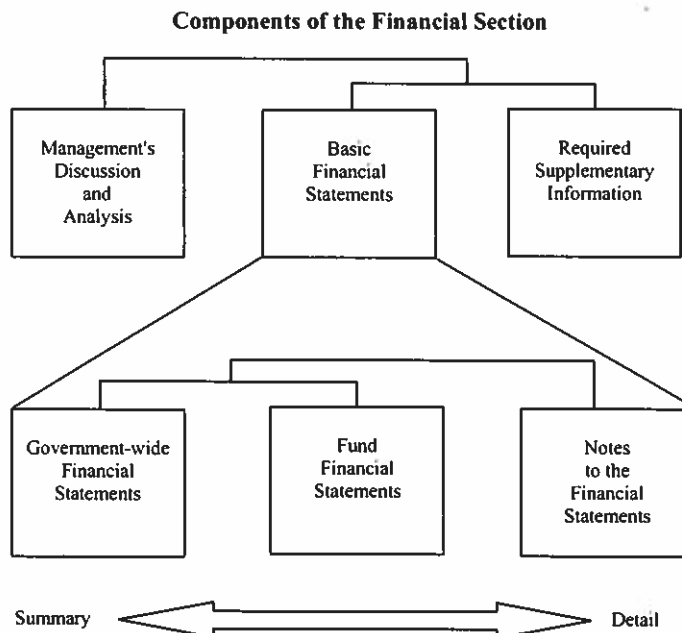 Components of the Financial Section
Management's
Discussion
and
Analysis
Basic
Financial
Statements
Required
Supplementary
Information
Government-wide
Financial
Statements
Fund
Financial
Statements
Notes
to the
Financial
Statements
Summary
Detail